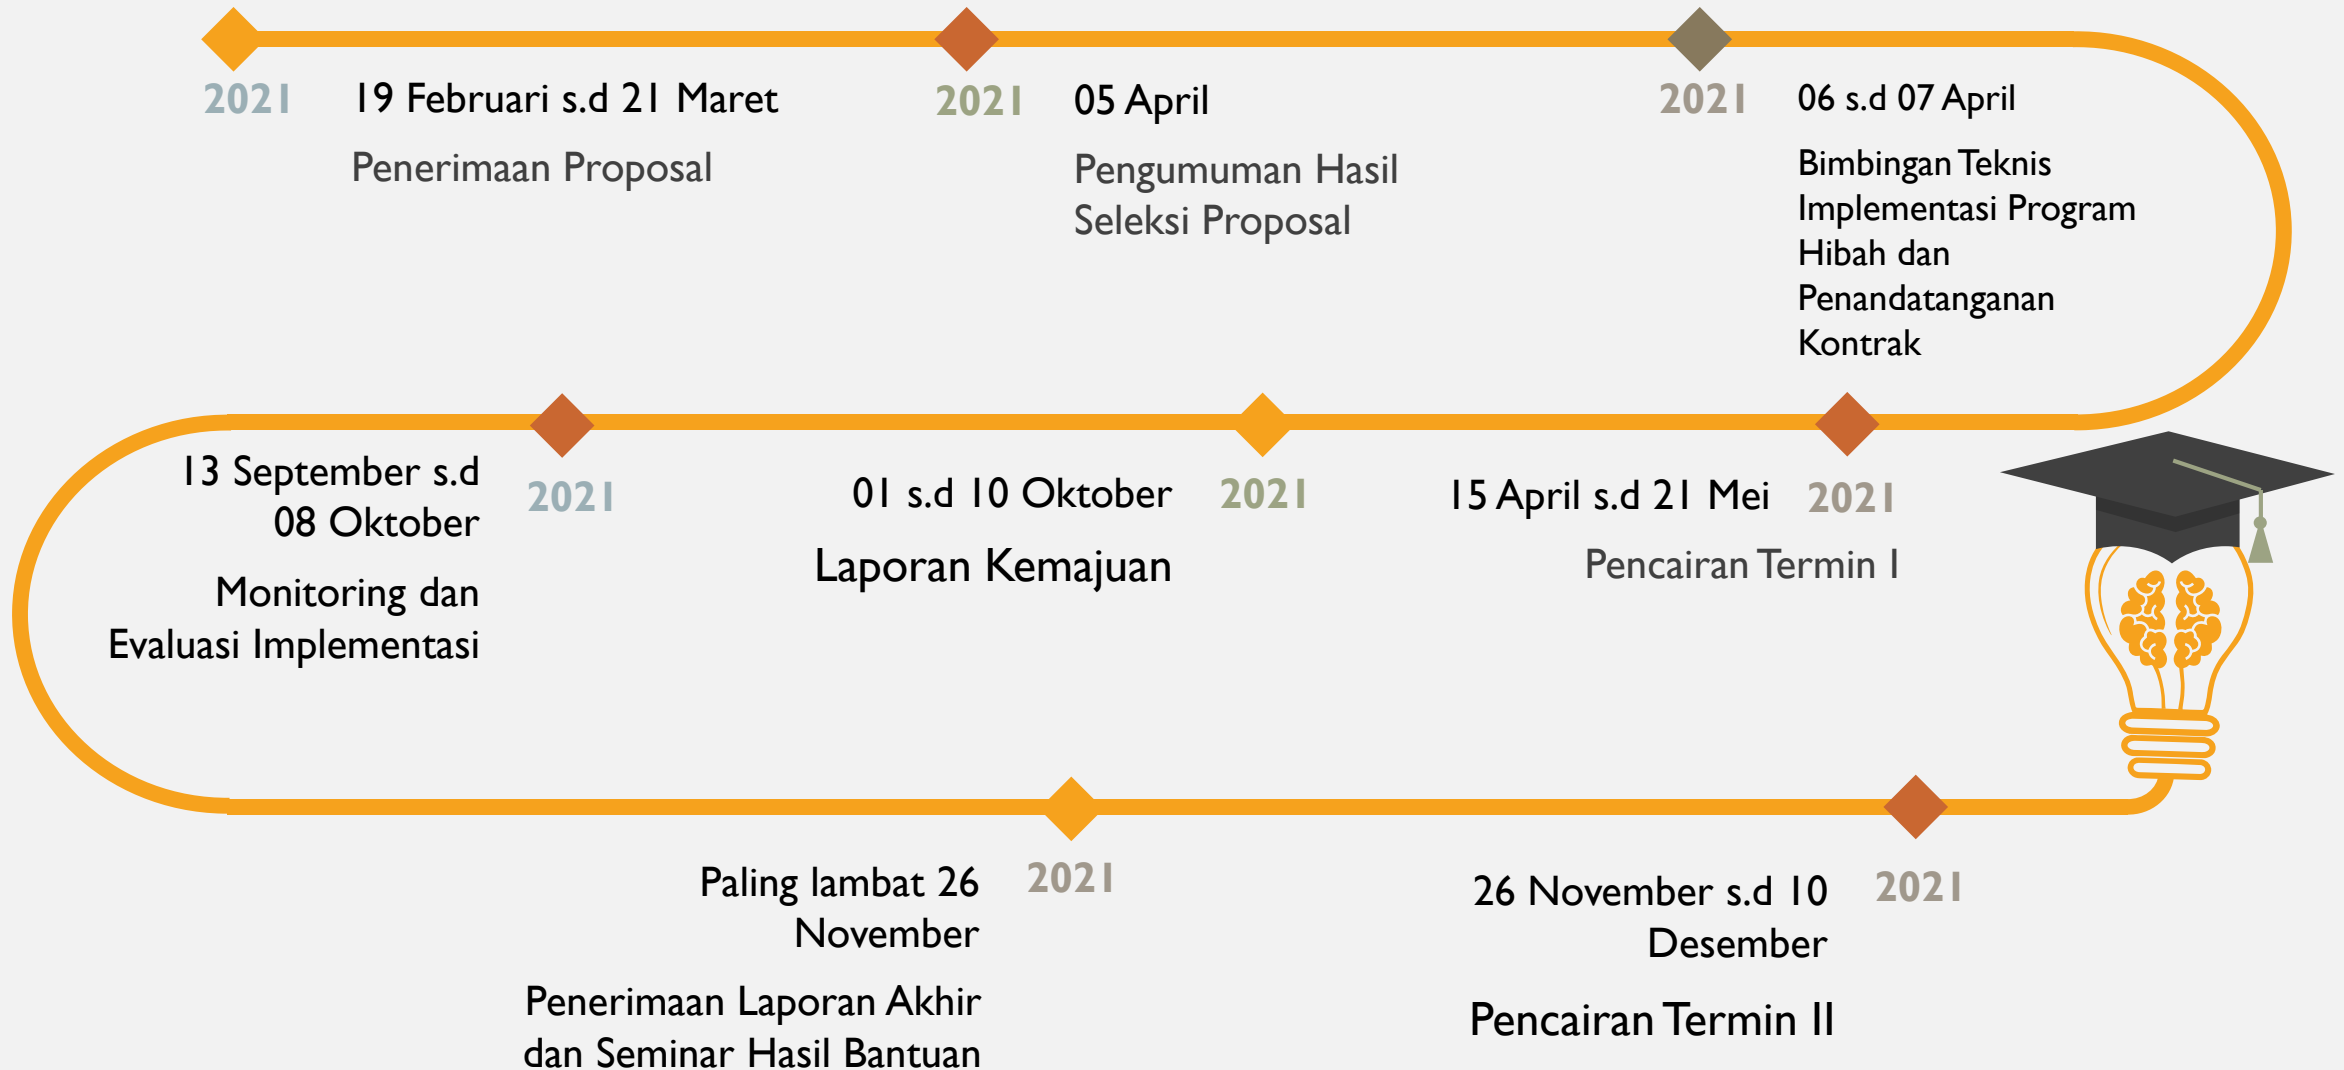 2021
19 Februari s.d 21 Maret
Penerimaan Proposal
2021
05 April
Pengumuman Hasil
Seleksi Proposal
2021
06 s.d 07 April
Bimbingan Teknis
Implementasi Program
Hibah dan
Penandatanganan
Kontrak
13 September s.d
08 Oktober
2021
Monitoring dan
Evaluasi Implementasi
01 s.d 10 Oktober
2021
Laporan Kemajuan
15 April s.d 21 Mei
2021
Pencairan Termin I
Paling lambat 26
November
2021
Penerimaan Laporan Akhir
dan Seminar Hasil Bantuan
26 November s.d 10
Desember
2021
Pencairan Termin II